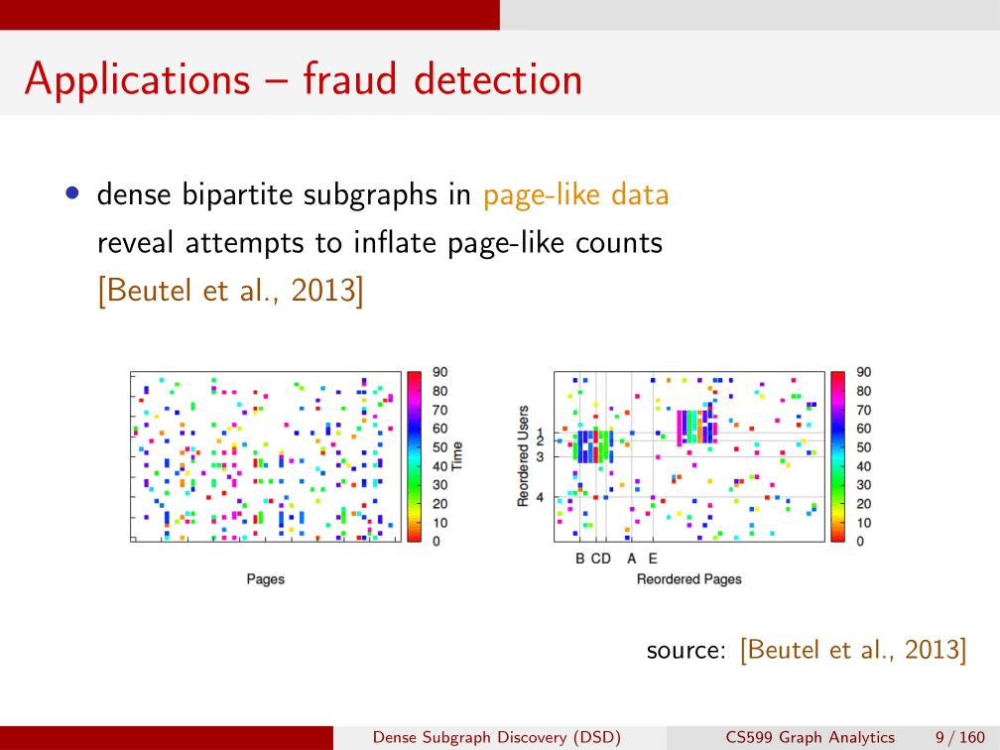 Applications – fraud detection
• dense bipartite subgraphs in page-like data
reveal attempts to inflate page-like counts
[Beutel et al., 2013]
90
80
70
60
50
40
30
20
10
0
Time
Pages
Reordered Users
1
2
3
4
90
80
70
60
50
40
30
20
10
0
B CD A E
Reordered Pages
source: [Beutel et al., 2013]
Dense Subgraph Discovery (DSD) CS599 Graph Analytics 9 / 160